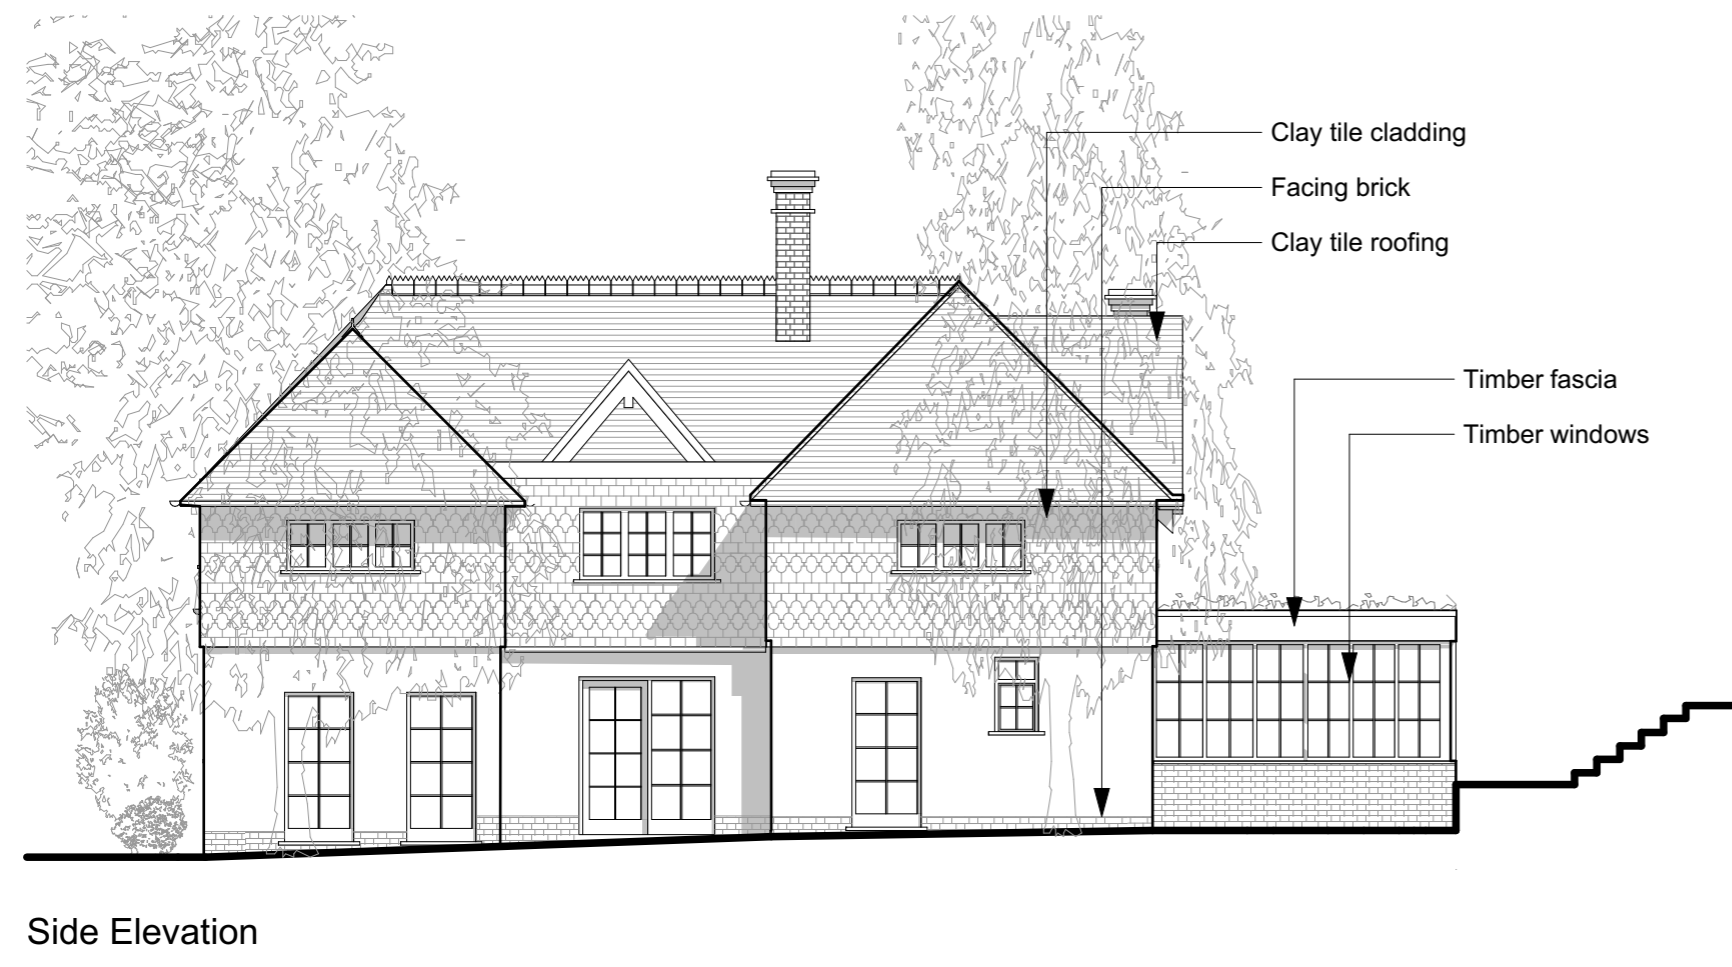 Clay tile cladding
Facing brick
Clay tile roofing
Timber fascia
Timber windows
Side Elevation